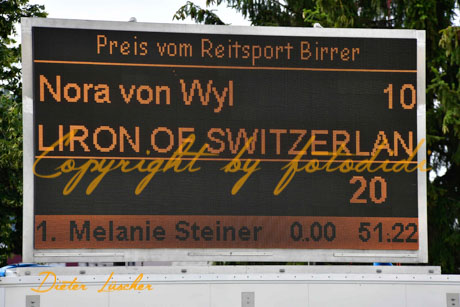 Preis vom Reitsport Birrer
Nora von Wyl 10
LIRON OF SWITZERLAN
Copyright by fotodidi
20
1. Melanie Steiner 0.00 51.22
Dieter Luscher